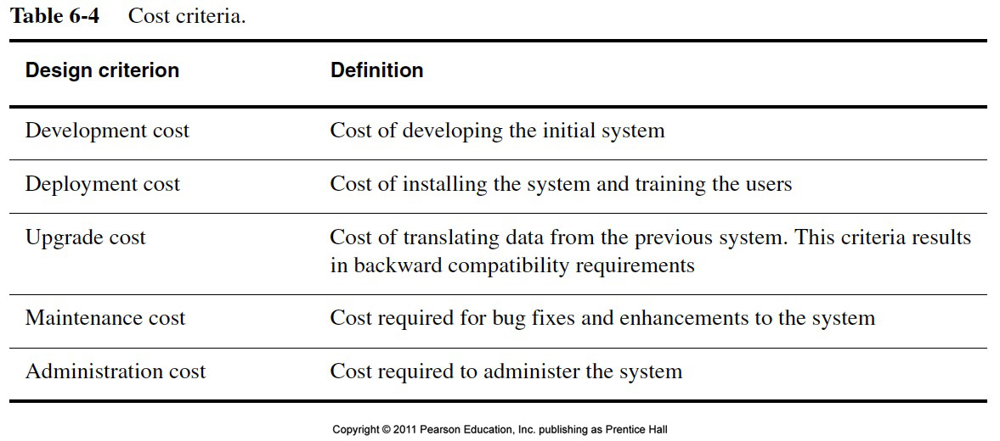 Table 6-4 Cost criteria.
Design criterion Definition
Development cost Cost of developing the initial system
Deployment cost Cost of installing the system and training the users
Upgrade cost Cost of translating data from the previous system. This criteria results
in backward compatibility requirements
Maintenance cost Cost required for bug fixes and enhancements to the system
Administration cost Cost required to administer the system
Copyright © 2011 Pearson Education, Inc. publishing as Prentice Hall